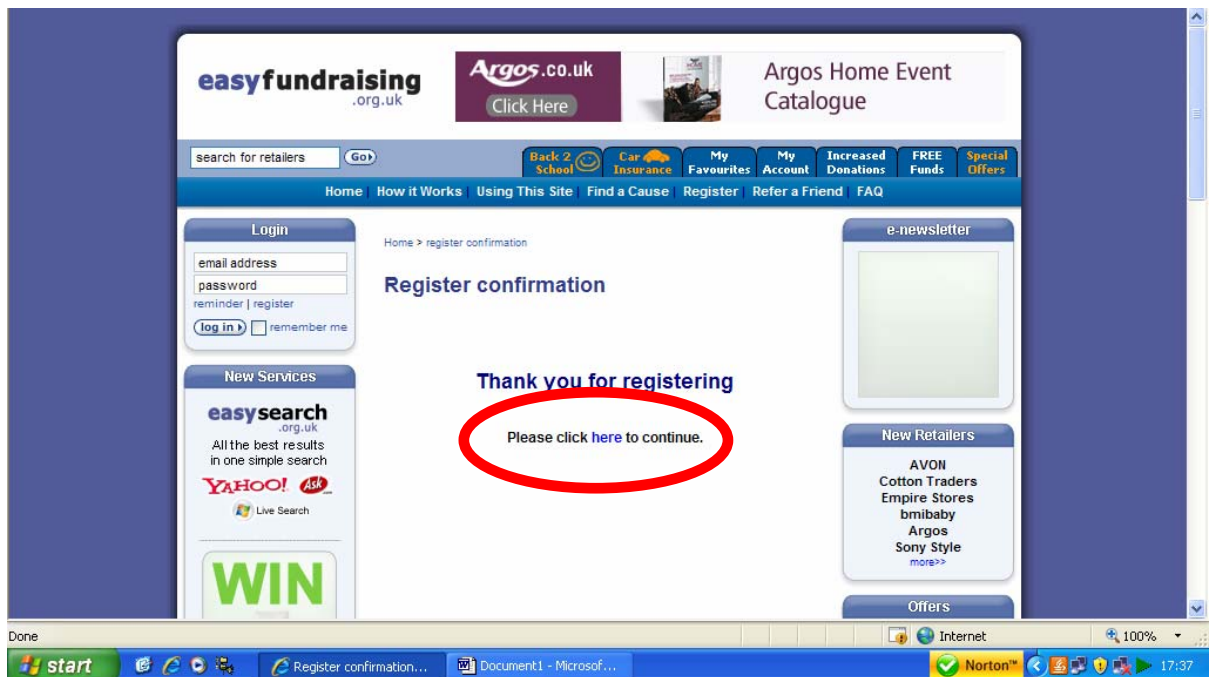 easyfundraising
.org.uk
Argos.co.uk
Click Here
Argos Home Event
Catalogue
search for retailers
Go
Back 2
School
Car
Insurance
My
Favourites
My
Account
Increased
Donations
FREE
Funds
Special
Offers
Home | How it Works | Using This Site | Find a Cause | Register | Refer a Friend | FAQ
Login
email address
password
reminder | register
log in
remember me
New Services
easysearch
.org.uk
All the best results
in one simple search
YAHOO! Ask
Live Search
WIN
Home > register confirmation
Register confirmation
Thank you for registering
Please click here to continue.
e-newsletter
New Retailers
AVON
Cotton Traders
Empire Stores
bmibaby
Argos
Sony Style
more>>
Offers
Done
Internet
100%
start
Register confirmation...
Document1 - Microsof...
Norton™
17:37